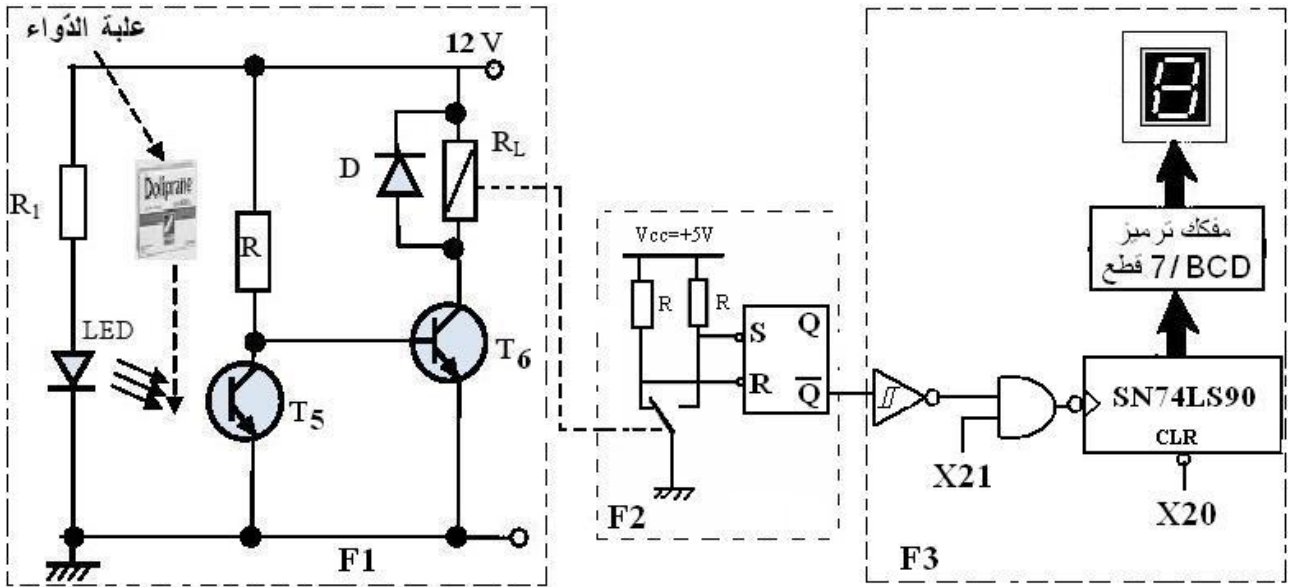 علبة الدّواء
12 V
R1
Doliprane
R
D
RL
LED
T5
T6
F1
Vcc=+5V
R
R
S
Q
R
Q̅
F2
X21
مفكك ترميز
BCD /7 قطع
SN74LS90
CLR
X20
F3